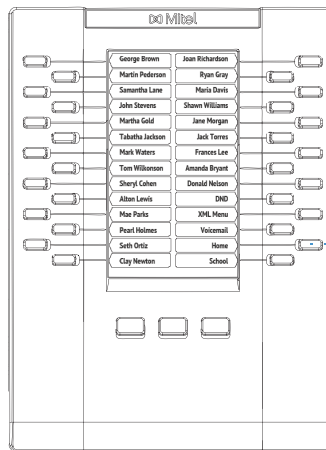 Mitel
George Brown Joan Richardson
Martin Pederson Ryan Gray
Samantha Lane Maria Davis
John Stevens Shawn Williams
Martha Gold Jane Morgan
Tabatha Jackson Jack Torres
Mark Waters Frances Lee
Tom Wilkonson Amanda Bryant
Sheryl Cohen Donald Nelson
Alton Lewis DND
Mae Parks XML Menu
Pearl Holmes Voicemail
Seth Ortiz Home
Clay Newton School